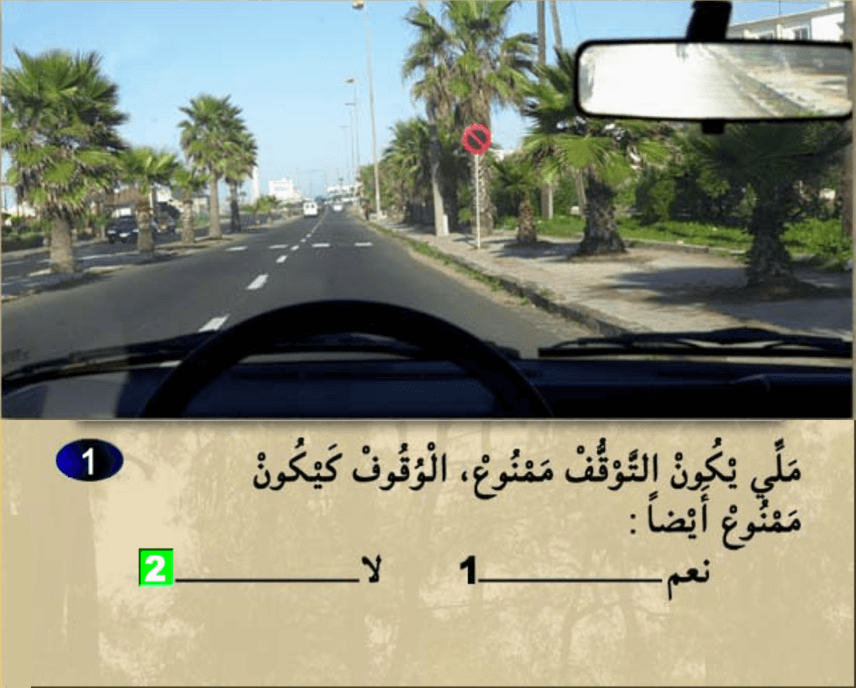 1
مَلِّي يْكُونْ التَّوْقُّفْ مَمْنُوعْ، الْوُقُوفْ كَيْكُونْ
مَمْنُوعْ أَيْضاً :
نعم 1 لا 2